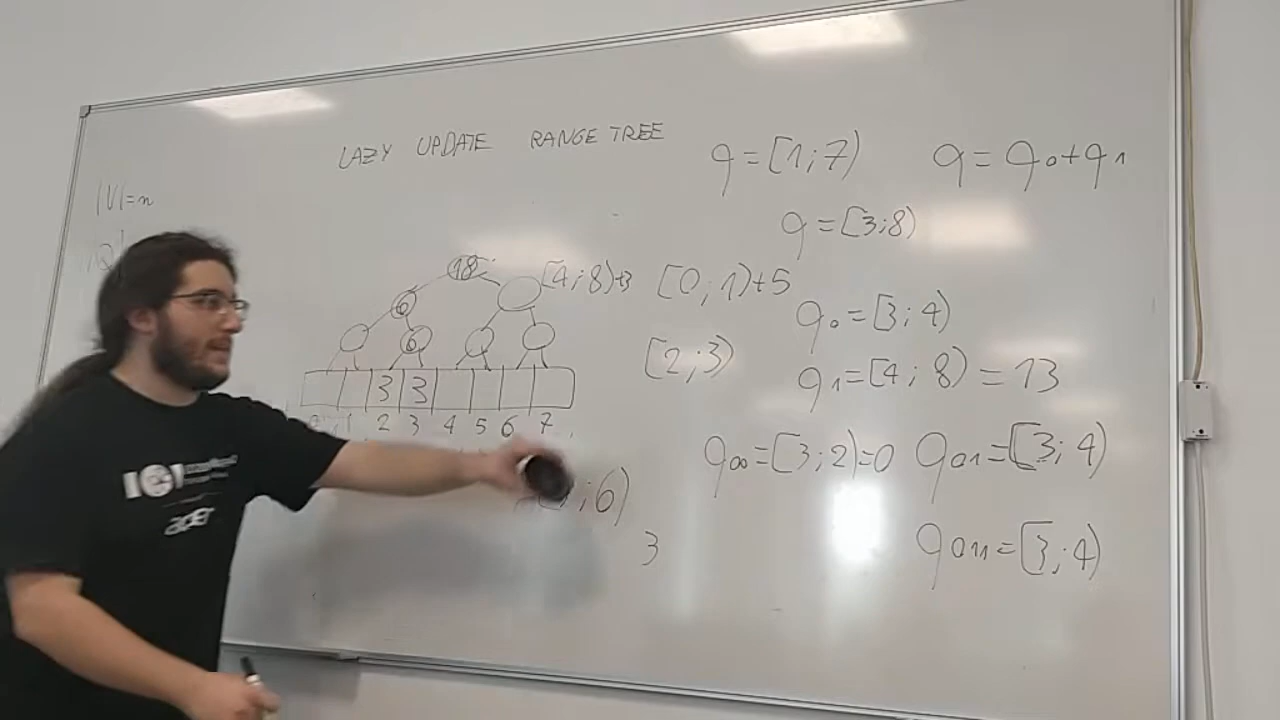 LAZY UPDATE RANGE TREE
|V|=n
q=[1;7) q=q₀+q₁
q=[3;8)
18 [4;8)+3 [0,1)+5
6
6
q₀=[3;4)
[2;3)
q₁=[4;8)=13
3 3
2 3 4 5 6 7
q₀₀=[3;2)=0 q₀₁=[3;4)
;6)
3
q₀₁₁=[3;4)
acer